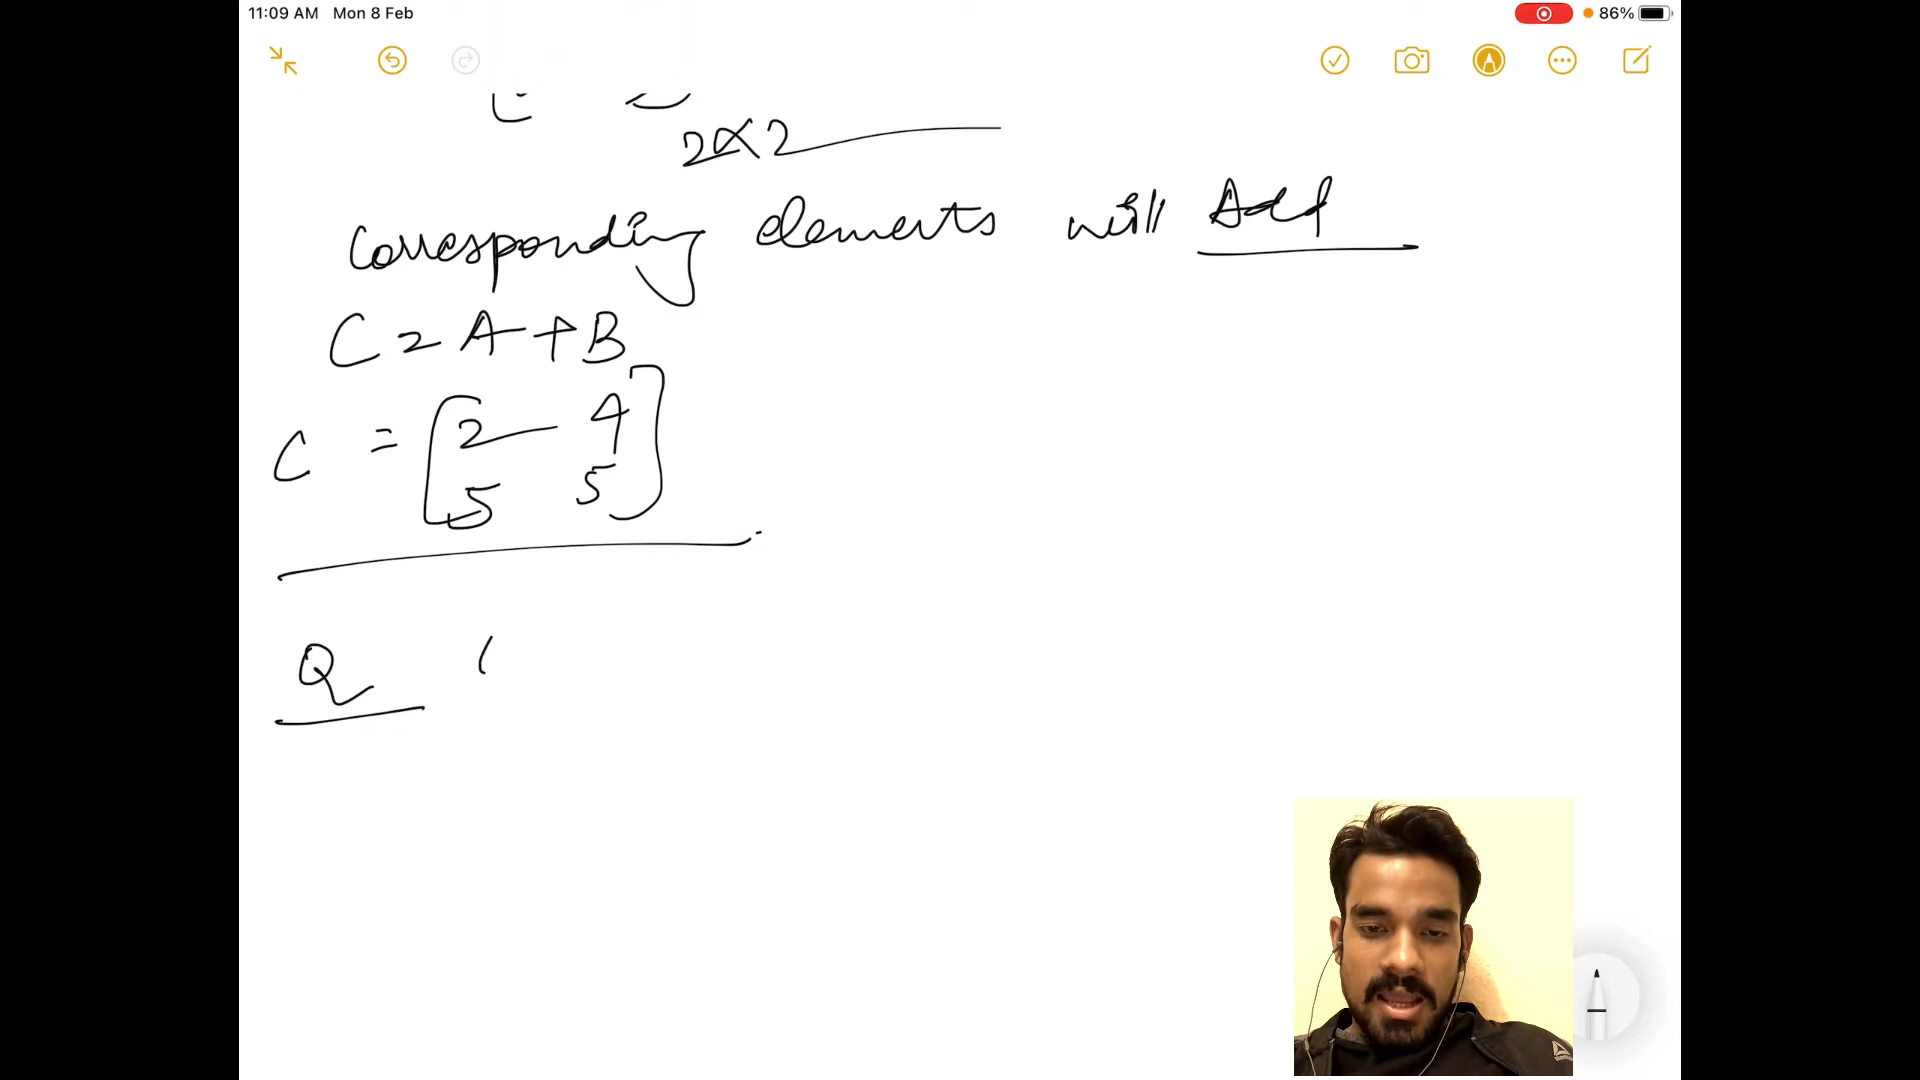 11:09 AM Mon 8 Feb 86%
2x2
Corresponding elements will Add
C = A + B
C = [2 4
5 5]
Q (